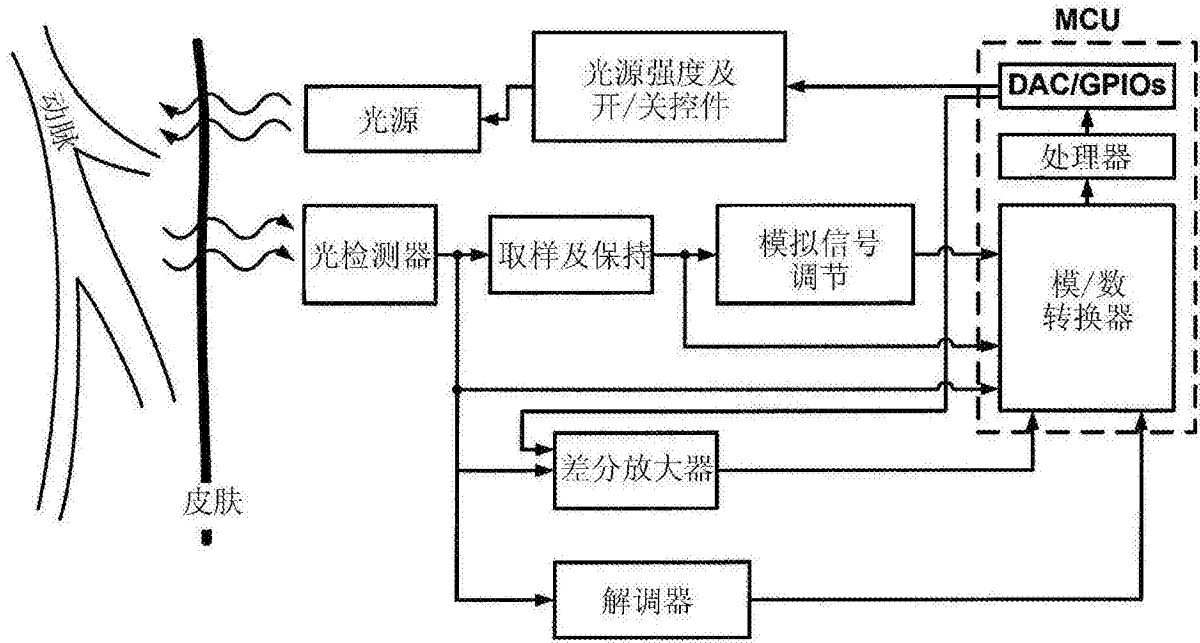 MCU
动脉
光源强度及
开/关控件
DAC/GPIOs
光源
处理器
光检测器
取样及保持
模拟信号
调节
模/数
转换器
差分放大器
皮肤
解调器